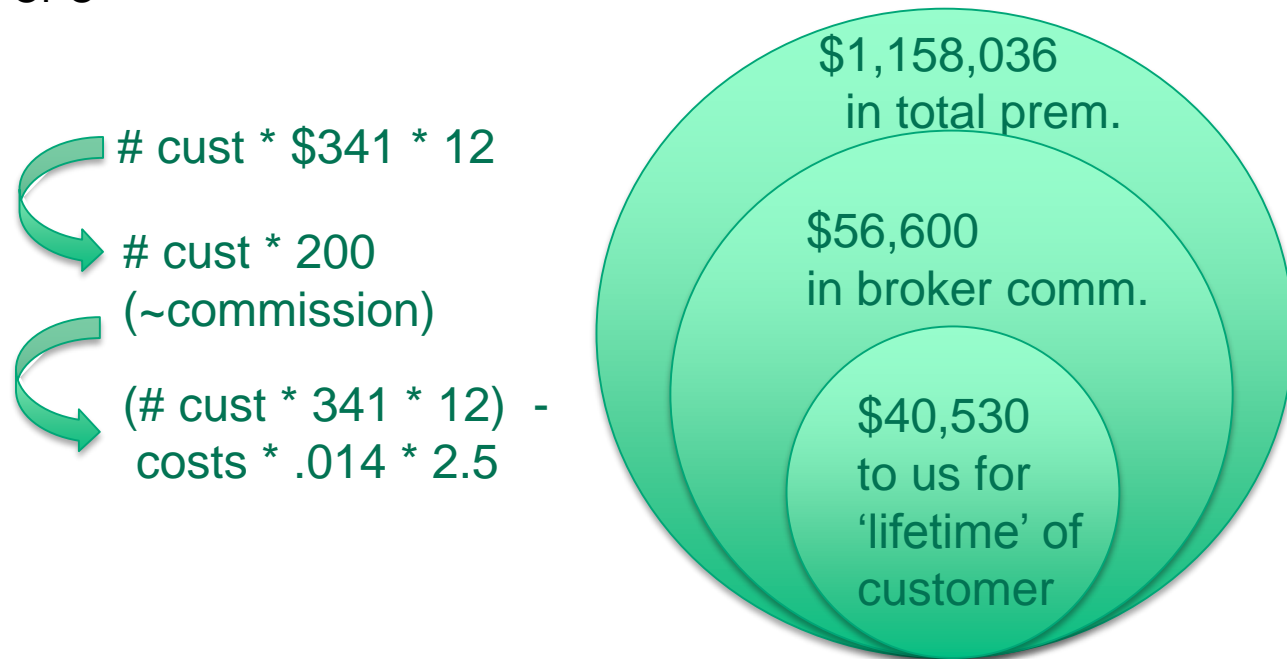 # cust * $341 * 12
# cust * 200
(~commission)
(# cust * 341 * 12) -
costs * .014 * 2.5
$1,158,036
in total prem.
$56,600
in broker comm.
$40,530
to us for
‘lifetime’ of
customer